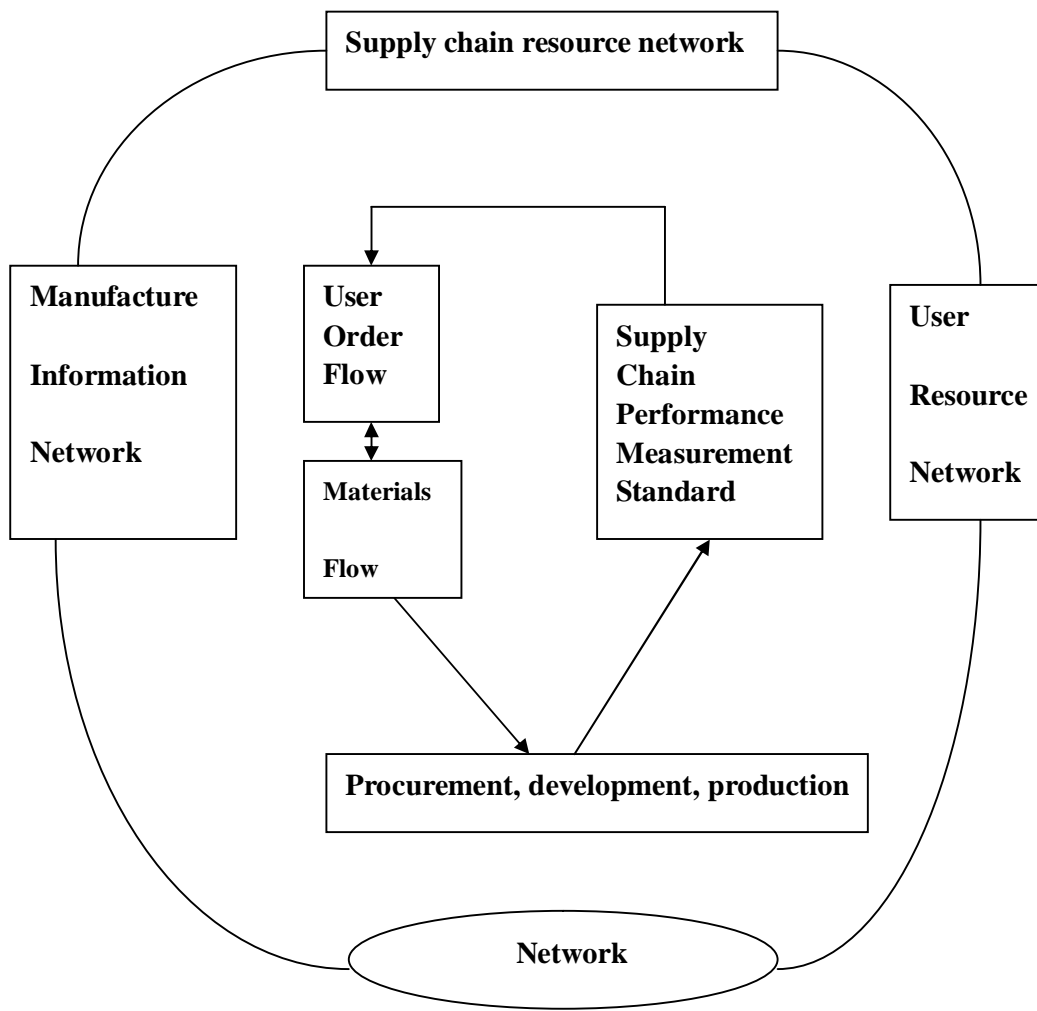 Supply chain resource network
Manufacture
Information
Network
User
Order
Flow
Materials
Flow
Supply
Chain
Performance
Measurement
Standard
User
Resource
Network
Procurement, development, production
Network